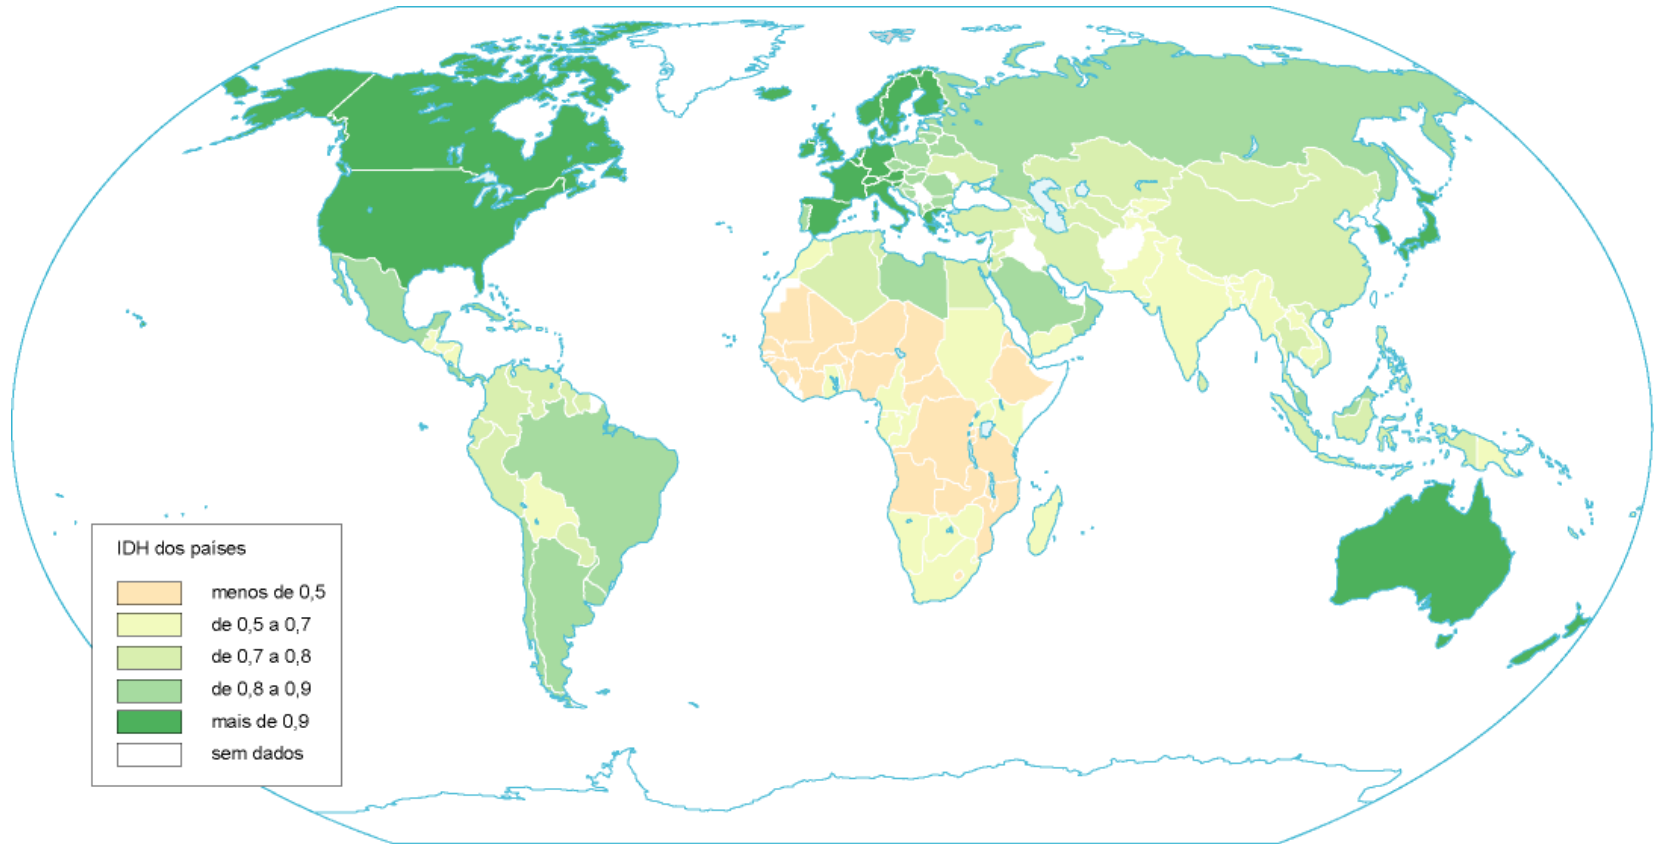 IDH dos países
menos de 0,5
de 0,5 a 0,7
de 0,7 a 0,8
de 0,8 a 0,9
mais de 0,9
sem dados